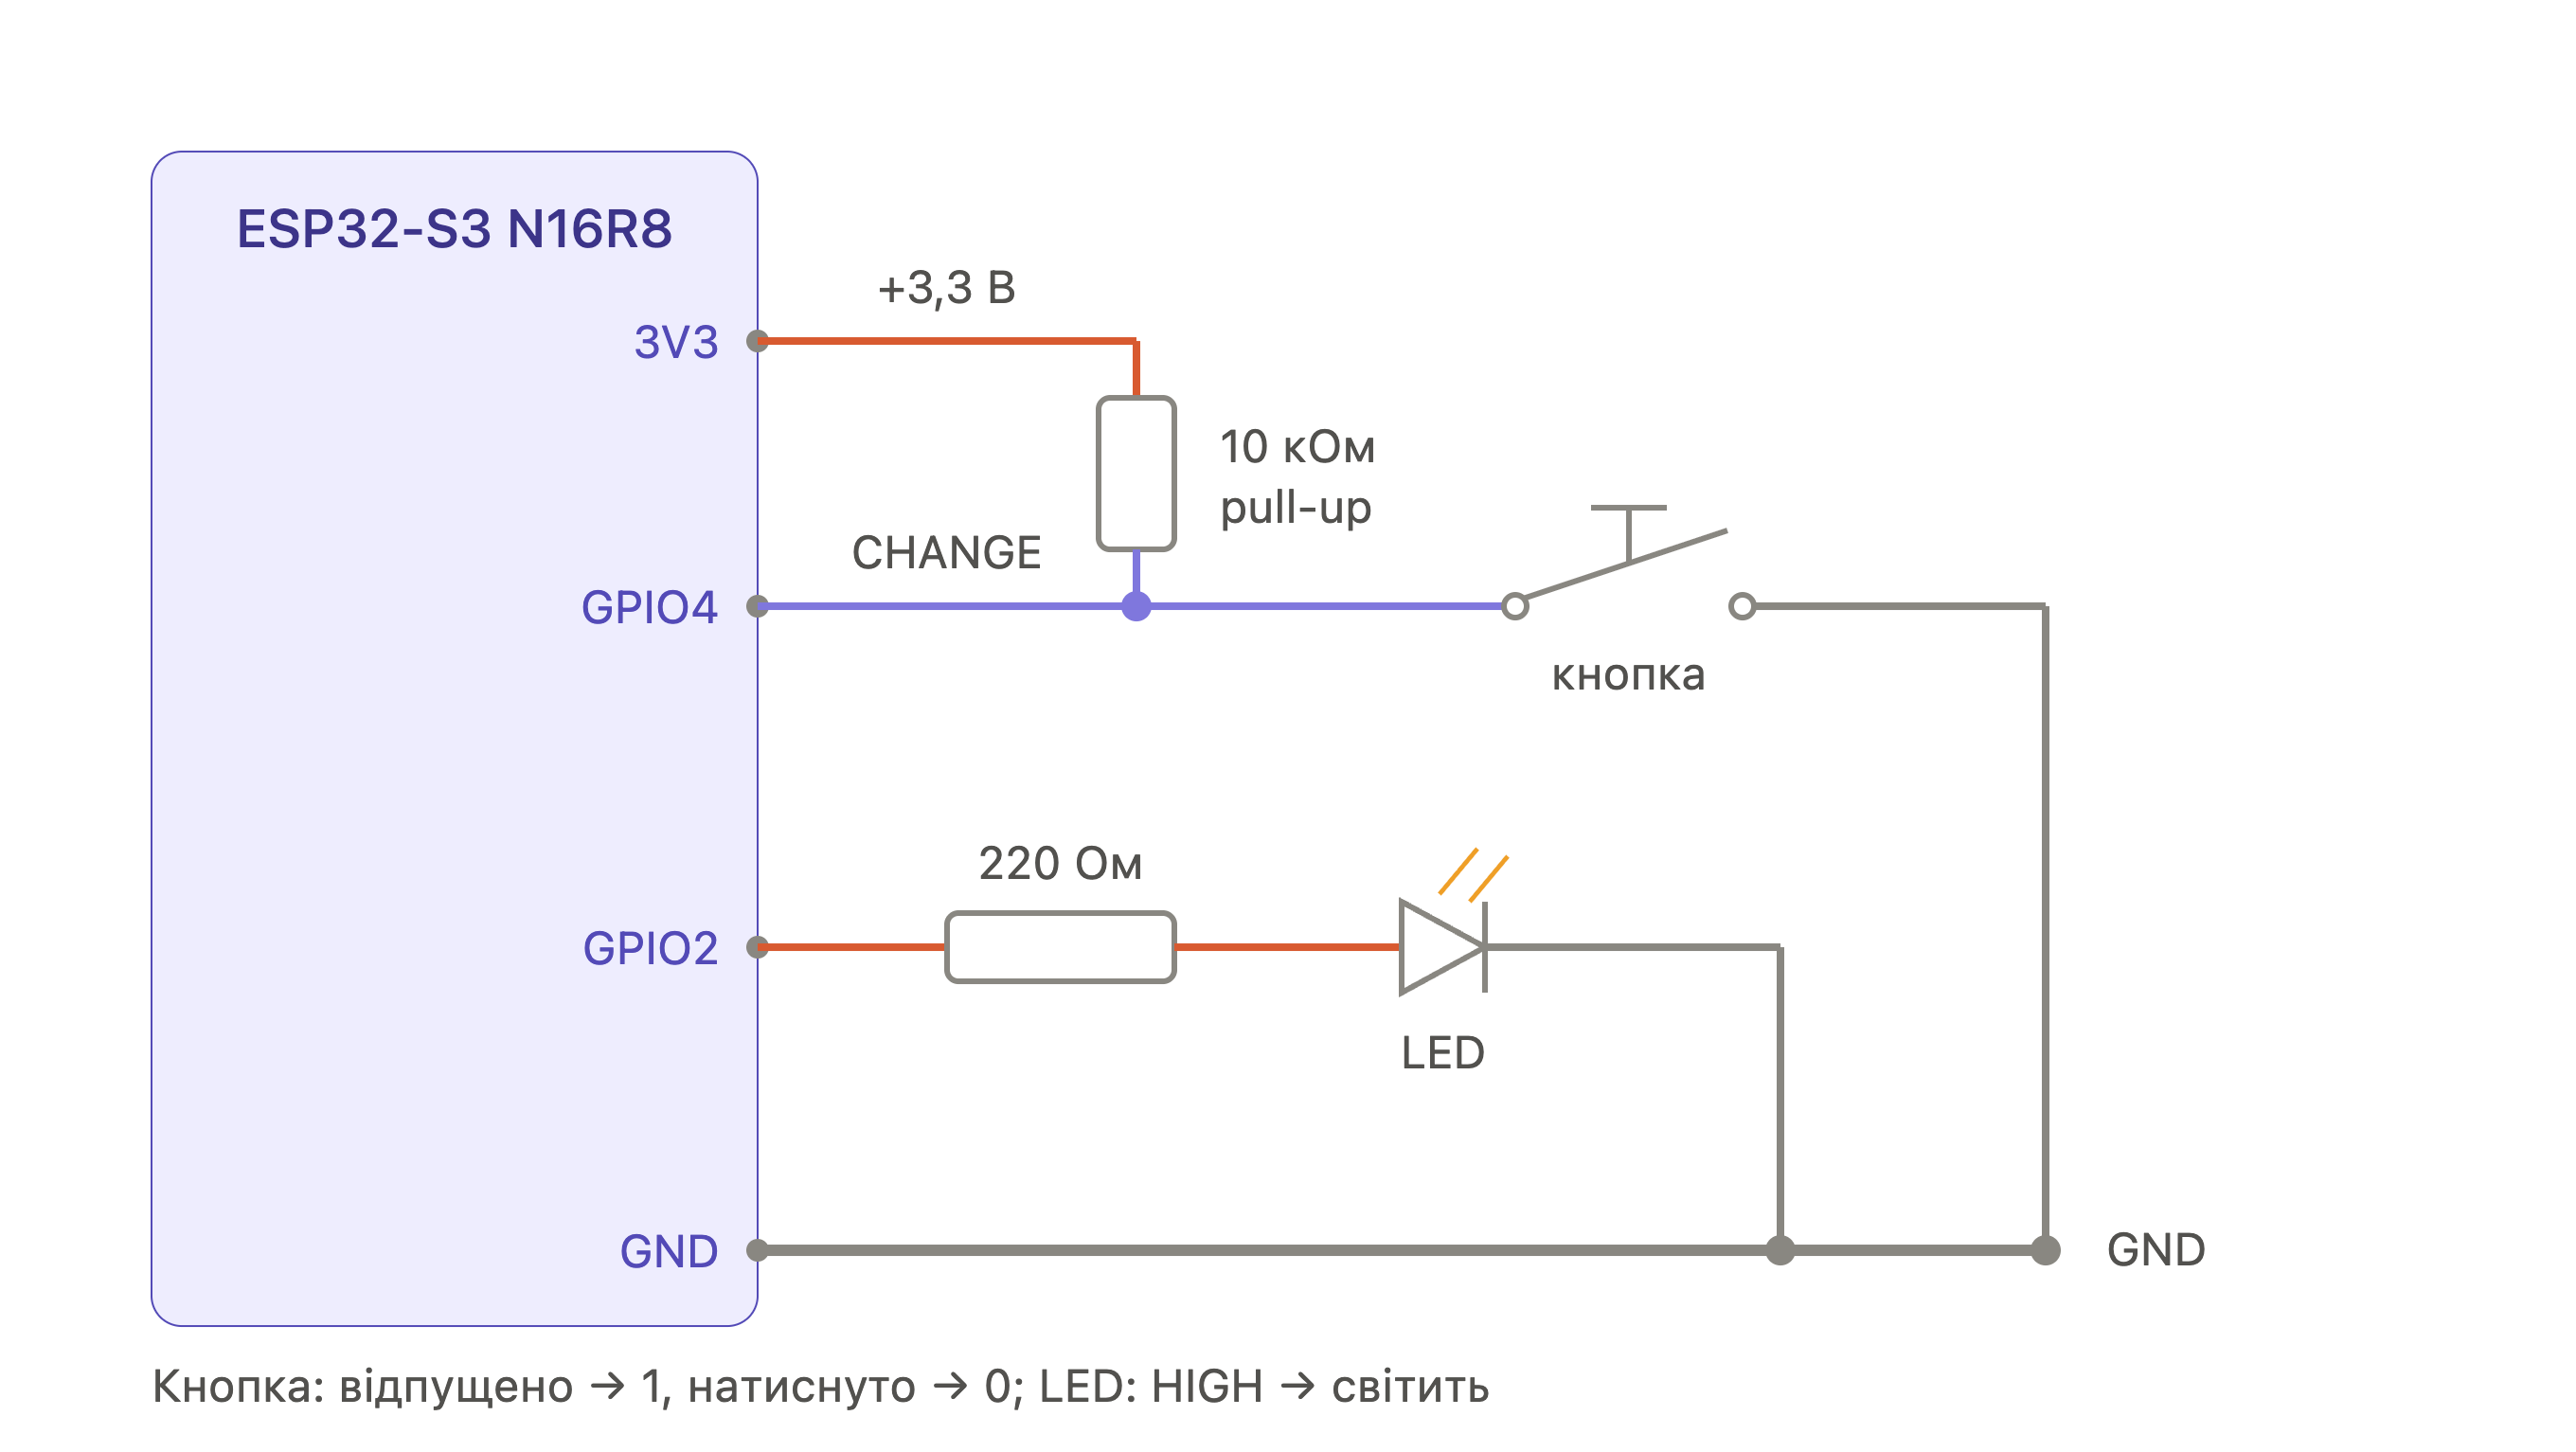 ESP32-S3 N16R8
+3,3 В
3V3
10 кОм
pull-up
CHANGE
GPIO4
кнопка
220 Ом
GPIO2
LED
GND
GND
Кнопка: відпущено → 1, натиснуто → 0; LED: HIGH → світить